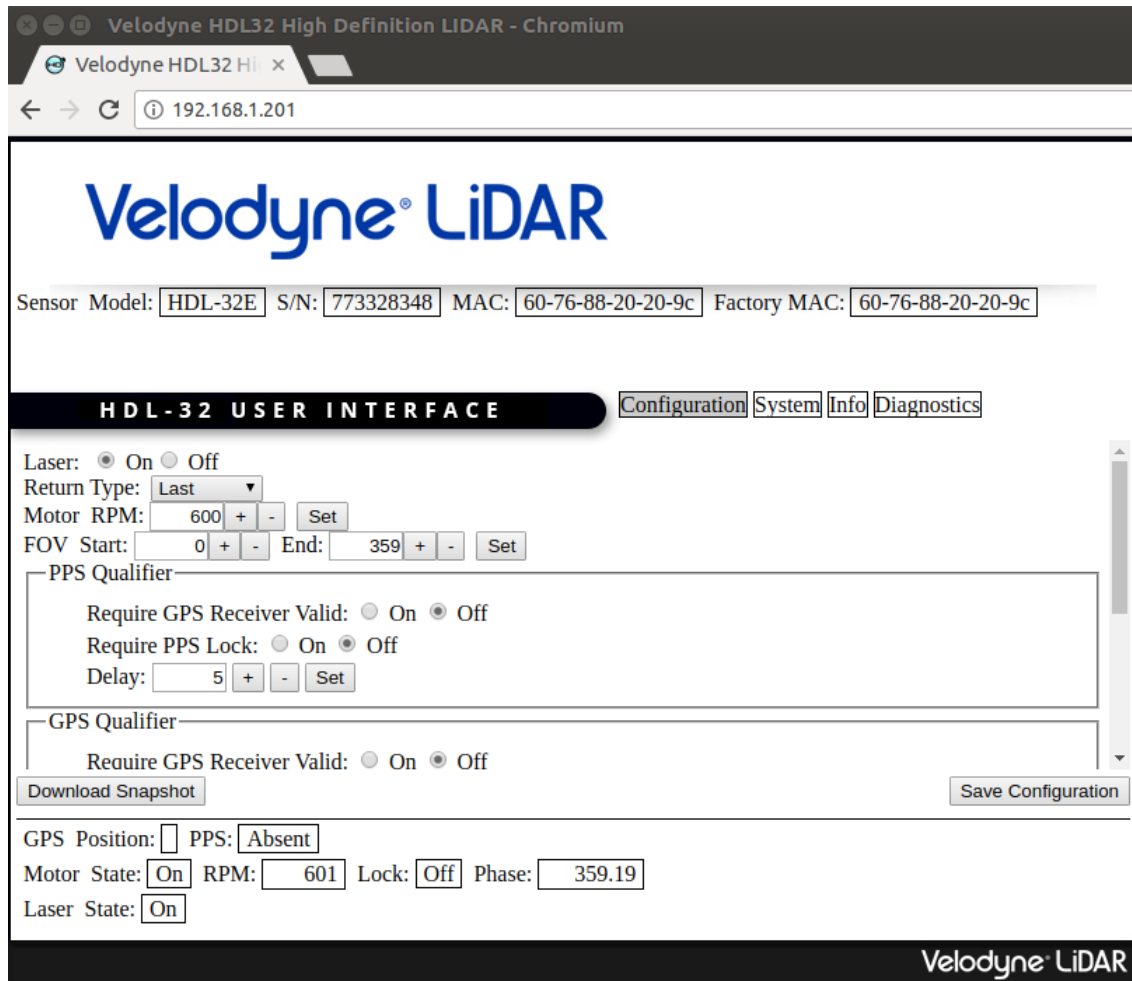 Velodyne HDL32 High Definition LIDAR - Chromium
Velodyne HDL32 Hi
192.168.1.201
Velodyne® LiDAR
Sensor Model: HDL-32E S/N: 773328348 MAC: 60-76-88-20-20-9c Factory MAC: 60-76-88-20-20-9c
HDL-32 USER INTERFACE Configuration System Info Diagnostics
Laser: On Off
Return Type: Last
Motor RPM: 600 + - Set
FOV Start: 0 + - End: 359 + - Set
PPS Qualifier
Require GPS Receiver Valid: On Off
Require PPS Lock: On Off
Delay: 5 + - Set
GPS Qualifier
Require GPS Receiver Valid: On Off
Download Snapshot Save Configuration
GPS Position: PPS: Absent
Motor State: On RPM: 601 Lock: Off Phase: 359.19
Laser State: On
Velodyne LiDAR